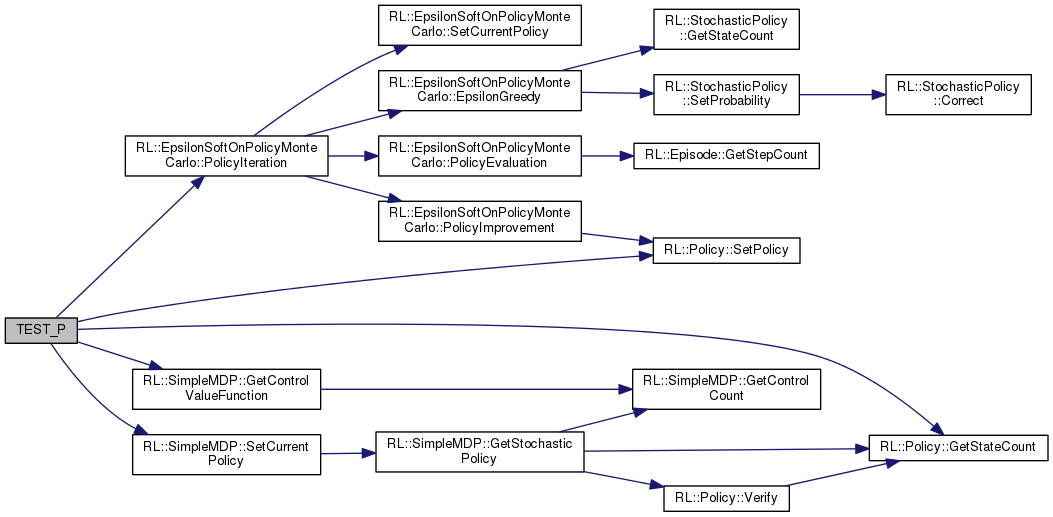 RL::EpsilonSoftOnPolicyMonte
Carlo::SetCurrentPolicy
RL::StochasticPolicy
::GetStateCount
RL::EpsilonSoftOnPolicyMonte
Carlo::EpsilonGreedy
RL::StochasticPolicy
::SetProbability
RL::StochasticPolicy
::Correct
RL::EpsilonSoftOnPolicyMonte
Carlo::PolicyIteration
RL::EpsilonSoftOnPolicyMonte
Carlo::PolicyEvaluation
RL::Episode::GetStepCount
RL::EpsilonSoftOnPolicyMonte
Carlo::PolicyImprovement
RL::Policy::SetPolicy
TEST_P
RL::SimpleMDP::GetControl
ValueFunction
RL::SimpleMDP::GetControl
Count
RL::SimpleMDP::SetCurrent
Policy
RL::SimpleMDP::GetStochastic
Policy
RL::Policy::GetStateCount
RL::Policy::Verify